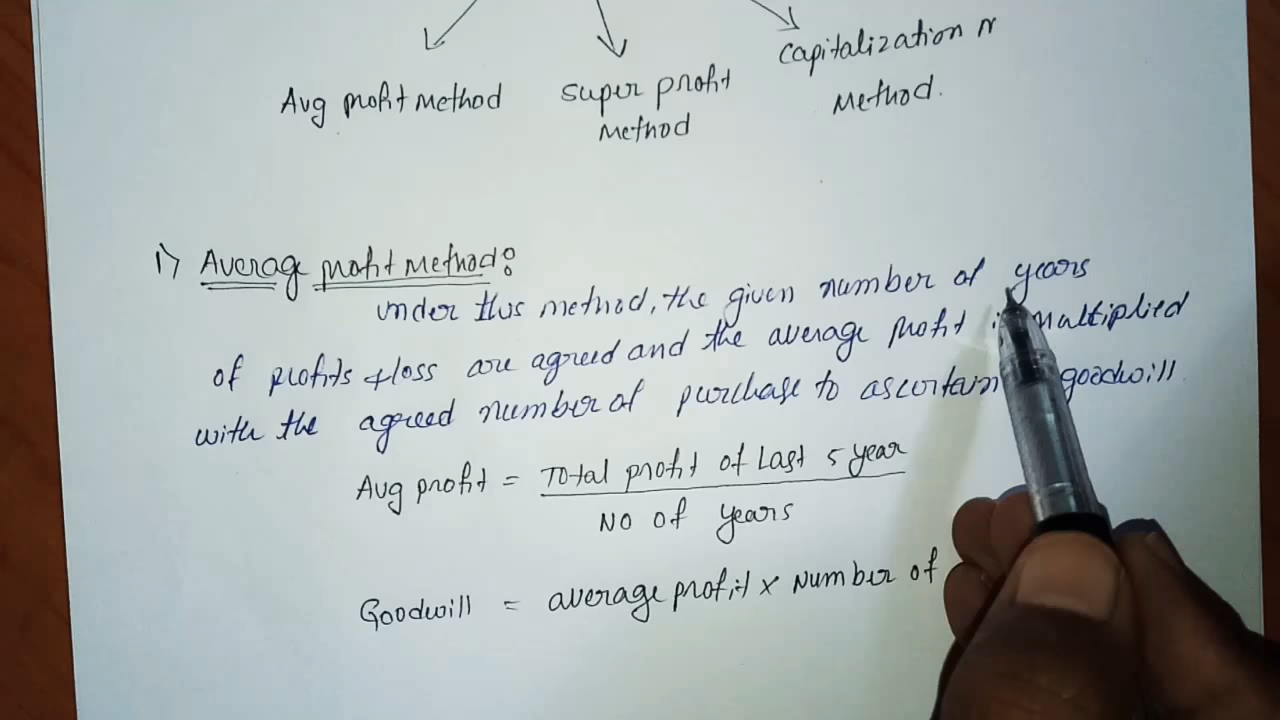 Avg profit method
Super profit
Method
Capitalization
Method.
1) Average profit Method:
under this method, the given number of years
of profits + loss are agreed and the average profit multiplied
with the agreed number of purchase to ascertain goodwill
Avg profit = Total profit of Last 5 year
No of years
Goodwill = average profit x Number of